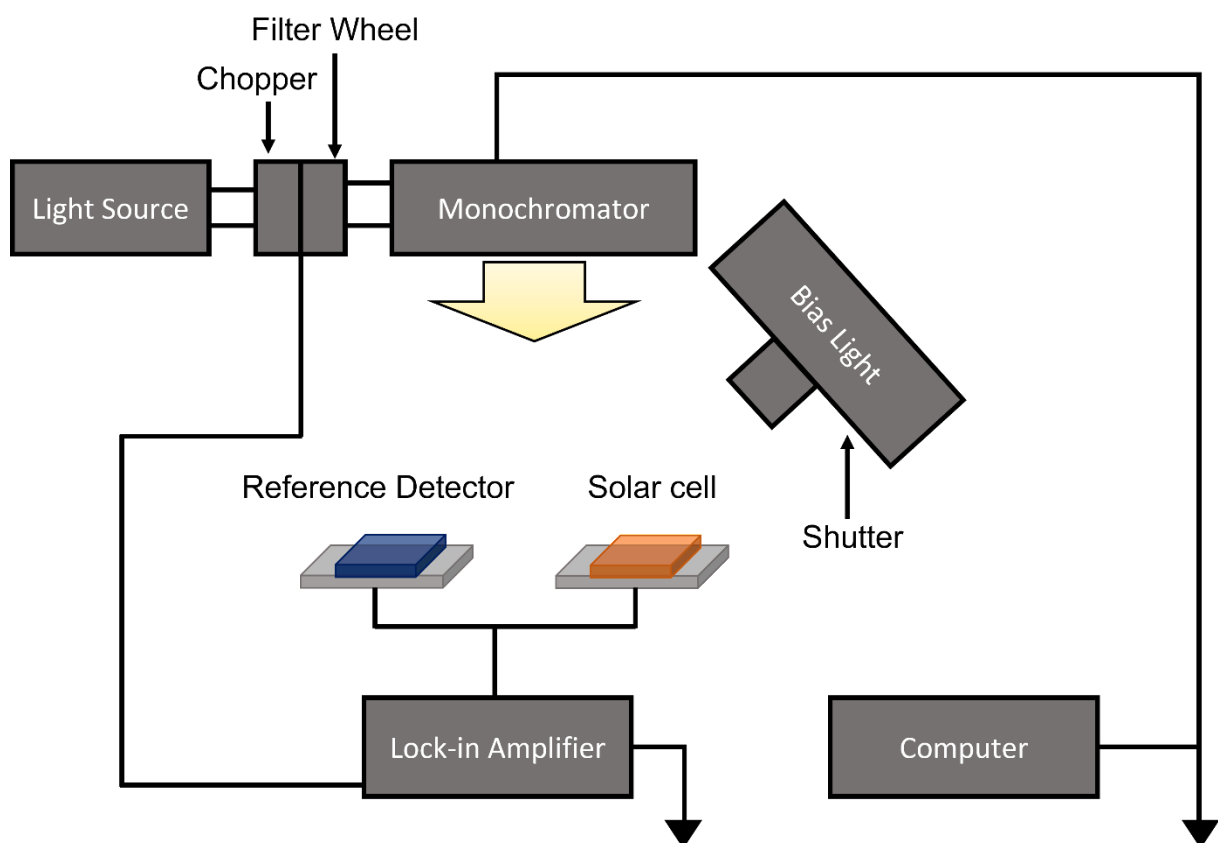 Filter Wheel
Chopper
Light Source
Monochromator
Bias Light
Reference Detector
Solar cell
Shutter
Lock-in Amplifier
Computer